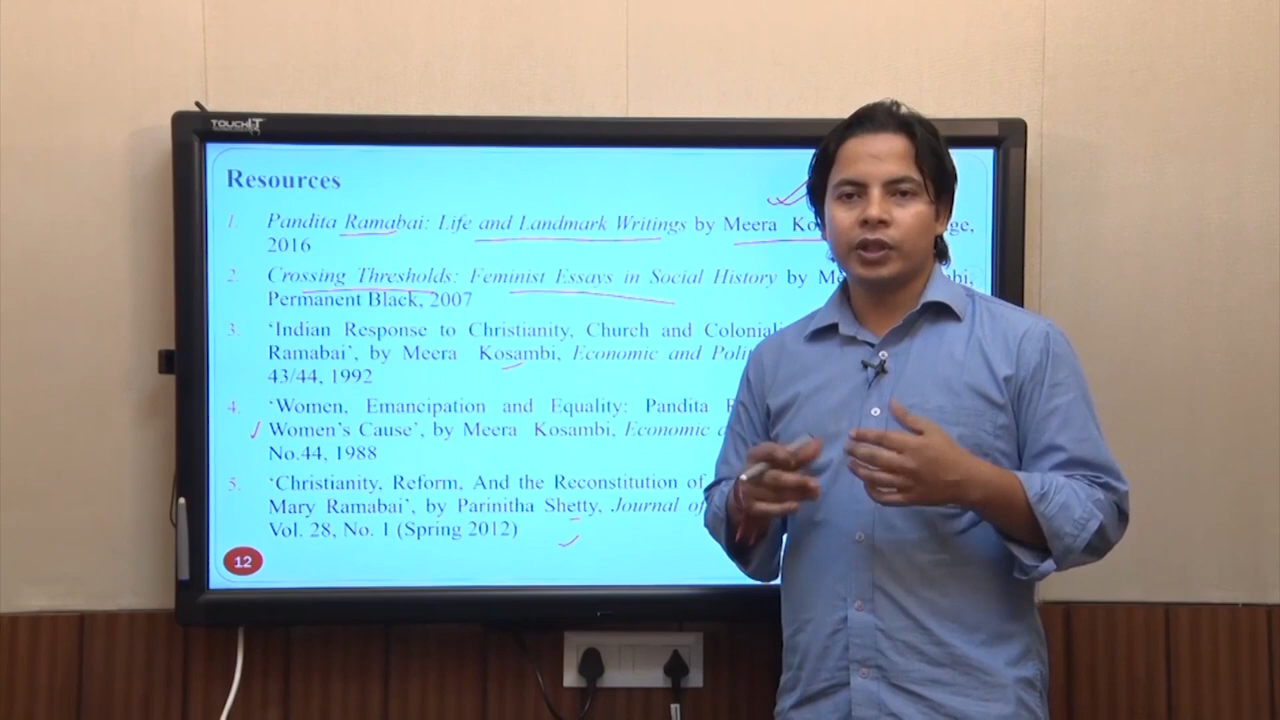 TOUCHIT
Resources
1. Pandita Ramabai: Life and Landmark Writings by Meera
2016
2. Crossing Thresholds: Feminist Essays in Social History by
Permanent Black, 2007
3. 'Indian Response to Christianity, Church and
Ramabai', by Meera Kosambi, Economic and
43/44, 1992
4. 'Women, Emancipation and Equality: Pandita
Women's Cause', by Meera Kosambi, Economic
No.44, 1988
5. 'Christianity, Reform, And the Reconstitution of
Mary Ramabai', by Parinitha Shetty, Journal of
Vol. 28, No. 1 (Spring 2012)
12